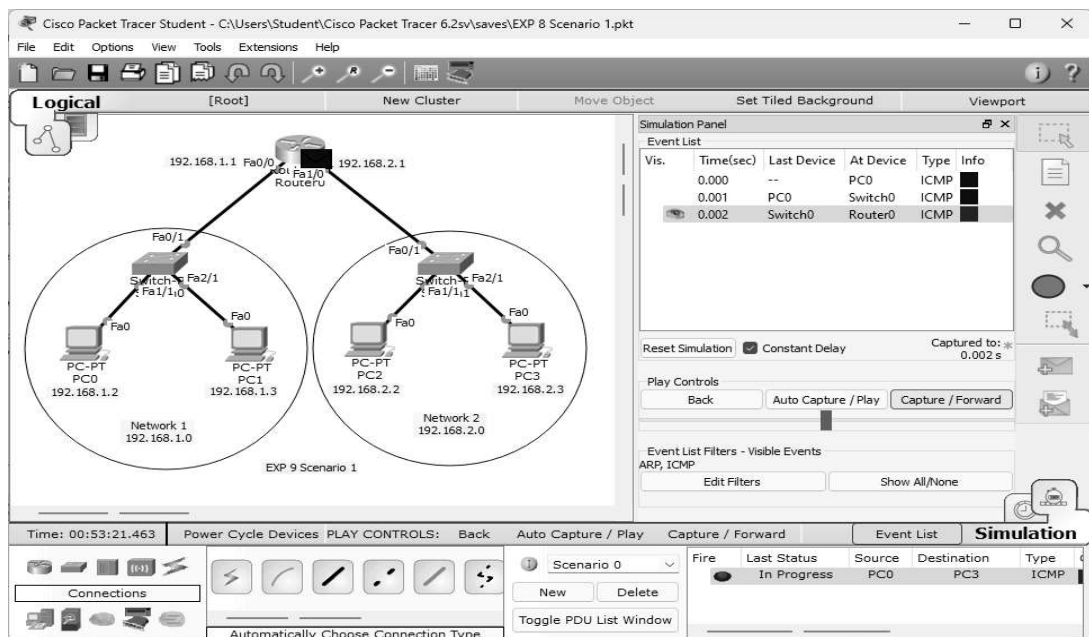 Cisco Packet Tracer Student - C:\Users\Student\Cisco Packet Tracer 6.2sv\saves\EXP 8 Scenario 1.pkt
File Edit Options View Tools Extensions Help
Logical [Root] New Cluster Move Object Set Tiled Background Viewport
192.168.1.1 Fa0/0 192.168.2.1
Fa1/0
Router0
Fa0/1 Fa0/1
Fa2/1 Fa2/1
Fa1/1 Fa1/1
Fa0 Fa0 Fa0 Fa0
PC-PT PC-PT PC-PT PC-PT
PC0 PC1 PC2 PC3
192.168.1.2 192.168.1.3 192.168.2.2 192.168.2.3
Network 1
192.168.1.0
Network 2
192.168.2.0
EXP 9 Scenario 1
Simulation Panel
Event List
Vis. Time(sec) Last Device At Device Type Info
0.000 -- PC0 ICMP
0.001 PC0 Switch0 ICMP
0.002 Switch0 Router0 ICMP
Reset Simulation Constant Delay Captured to: *
0.002 s
Play Controls
Back Auto Capture / Play Capture / Forward
Event List Filters - Visible Events
ARP, ICMP
Edit Filters Show All/None
Time: 00:53:21.463 Power Cycle Devices PLAY CONTROLS: Back Auto Capture / Play Capture / Forward Event List Simulation
Connections
Automatically Choose Connection Type
Scenario 0
New Delete
Toggle PDU List Window
Fire Last Status Source Destination Type
In Progress PC0 PC3 ICMP